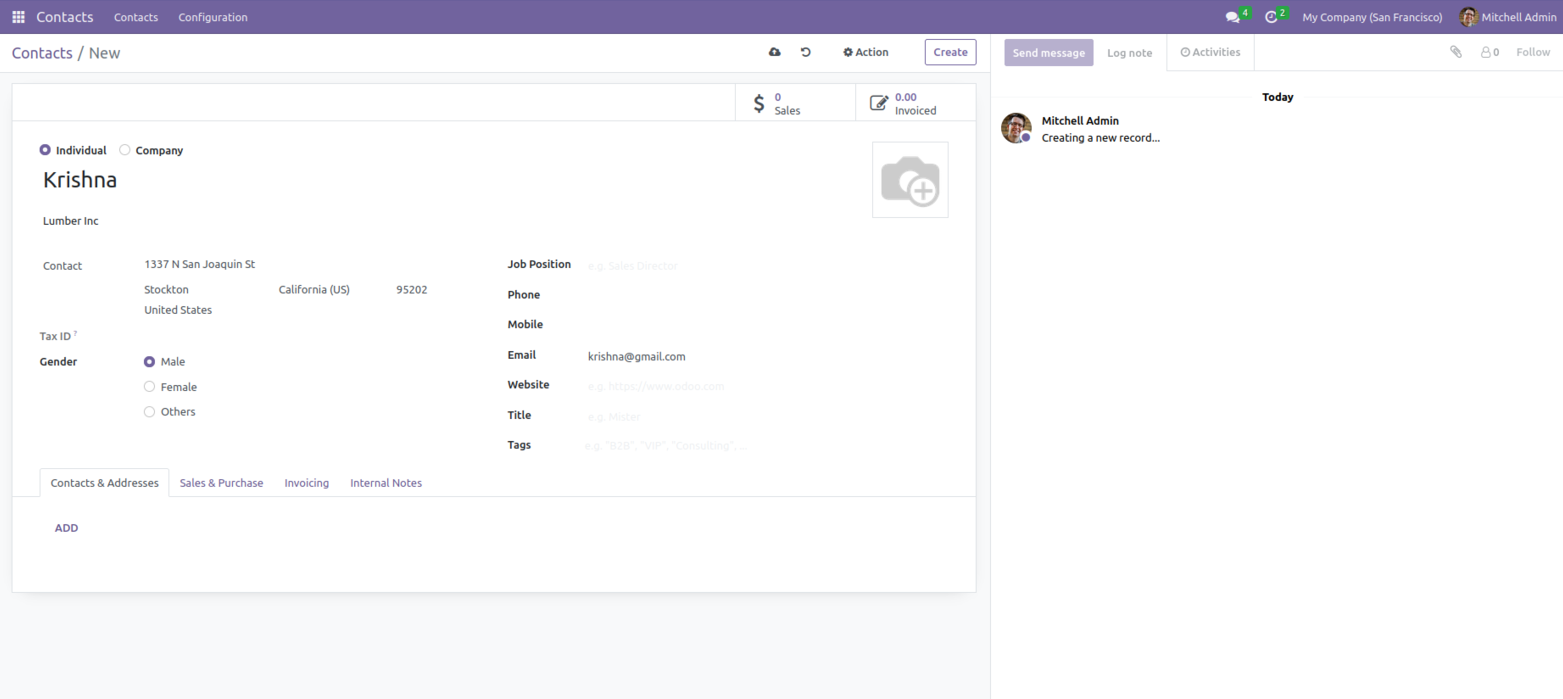 Contacts Contacts Configuration 4 2 My Company (San Francisco) Mitchell Admin
Contacts / New Action Create
Send message Log note Activities 0 Follow
0
Sales
0.00
Invoiced
Individual Company
Krishna
Lumber Inc
Contact 1337 N San Joaquin St
Stockton California (US) 95202
United States
Tax ID ?
Gender Male
Female
Others
Job Position e.g. Sales Director
Phone
Mobile
Email krishna@gmail.com
Website e.g. https://www.odoo.com
Title e.g. Mister
Tags e.g. "B2B", "VIP", "Consulting", ...
Contacts & Addresses Sales & Purchase Invoicing Internal Notes
ADD
Today
Mitchell Admin
Creating a new record...